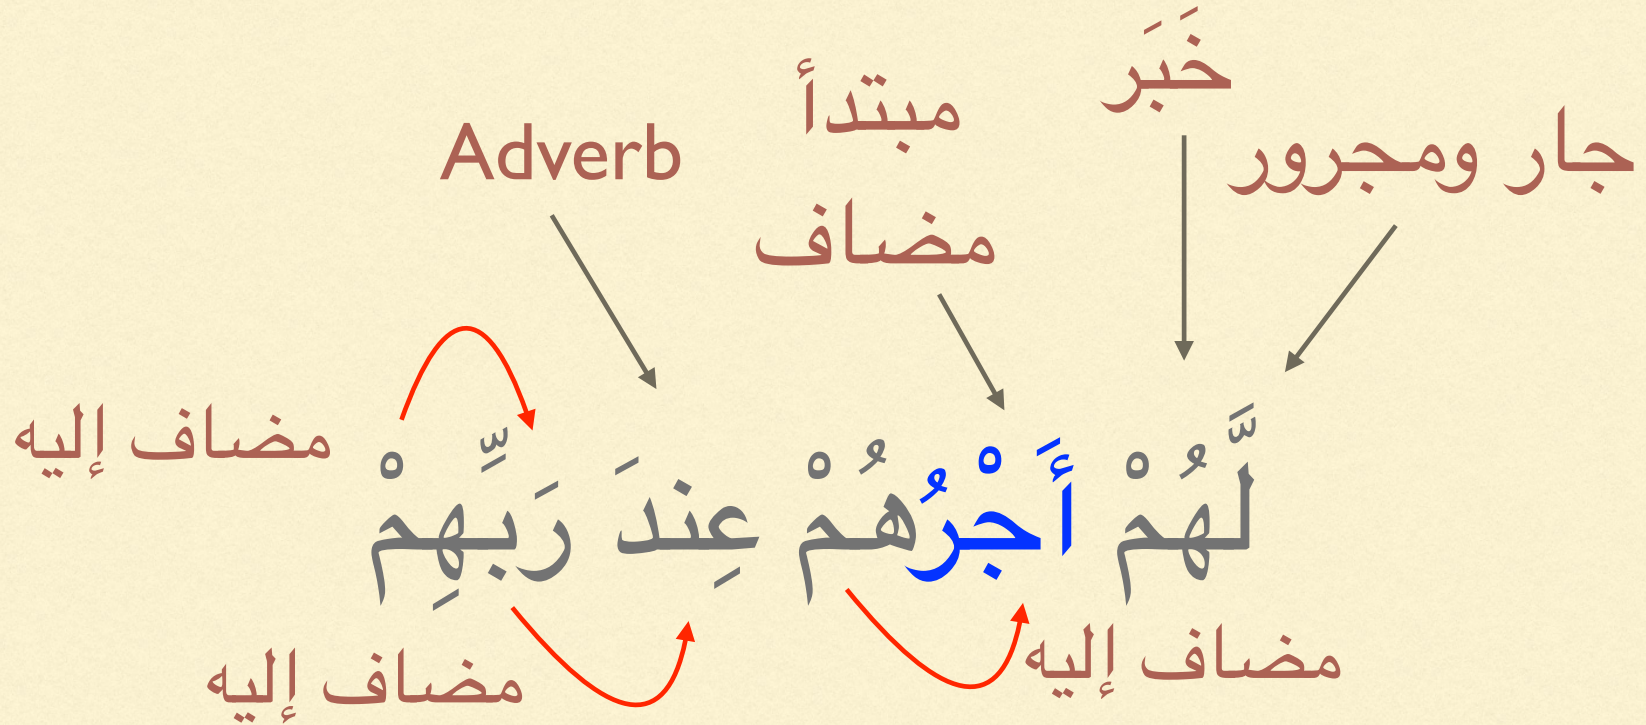 خَبَر
مبتدأ
جار ومجرور
Adverb
مضاف
مضاف إليه
لَّهُمْ أَجْرُهُمْ عِندَ رَبِّهِمْ
مضاف إليه
مضاف إليه